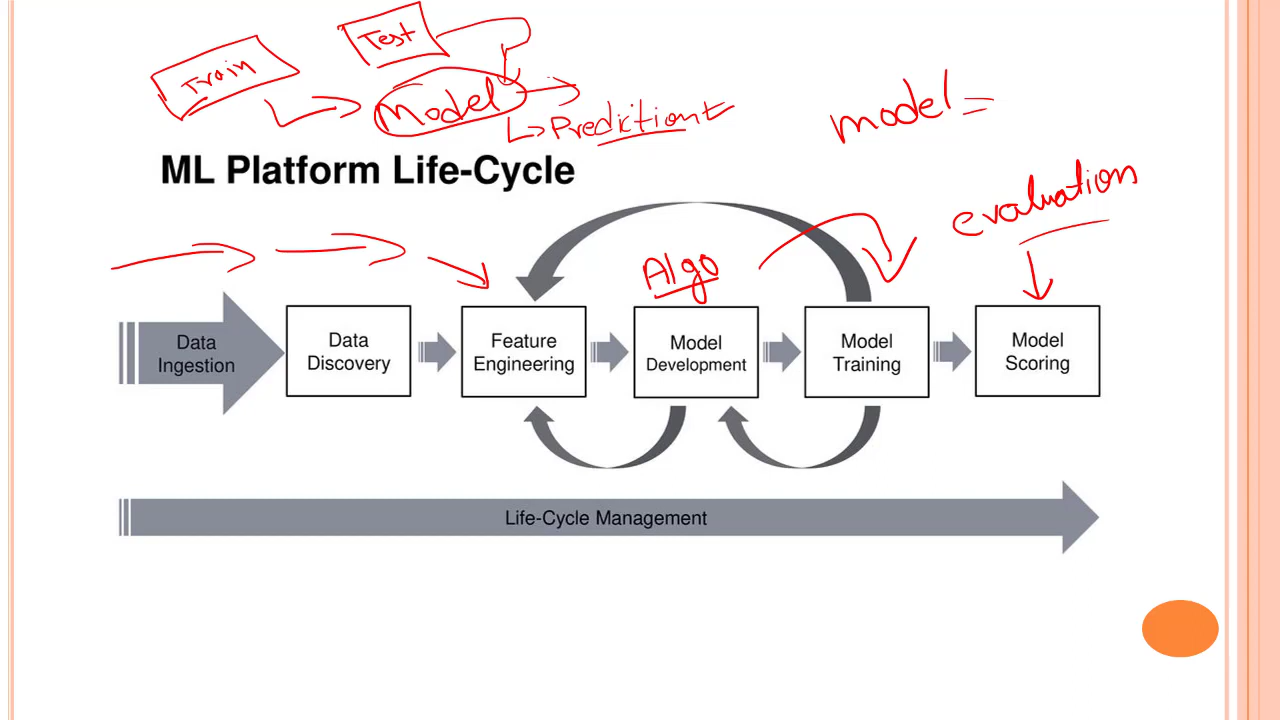 Test
Train
Model
Prediction
model =
ML Platform Life-Cycle
evaluation
Algo
Data
Ingestion
Data
Discovery
Feature
Engineering
Model
Development
Model
Training
Model
Scoring
Life-Cycle Management